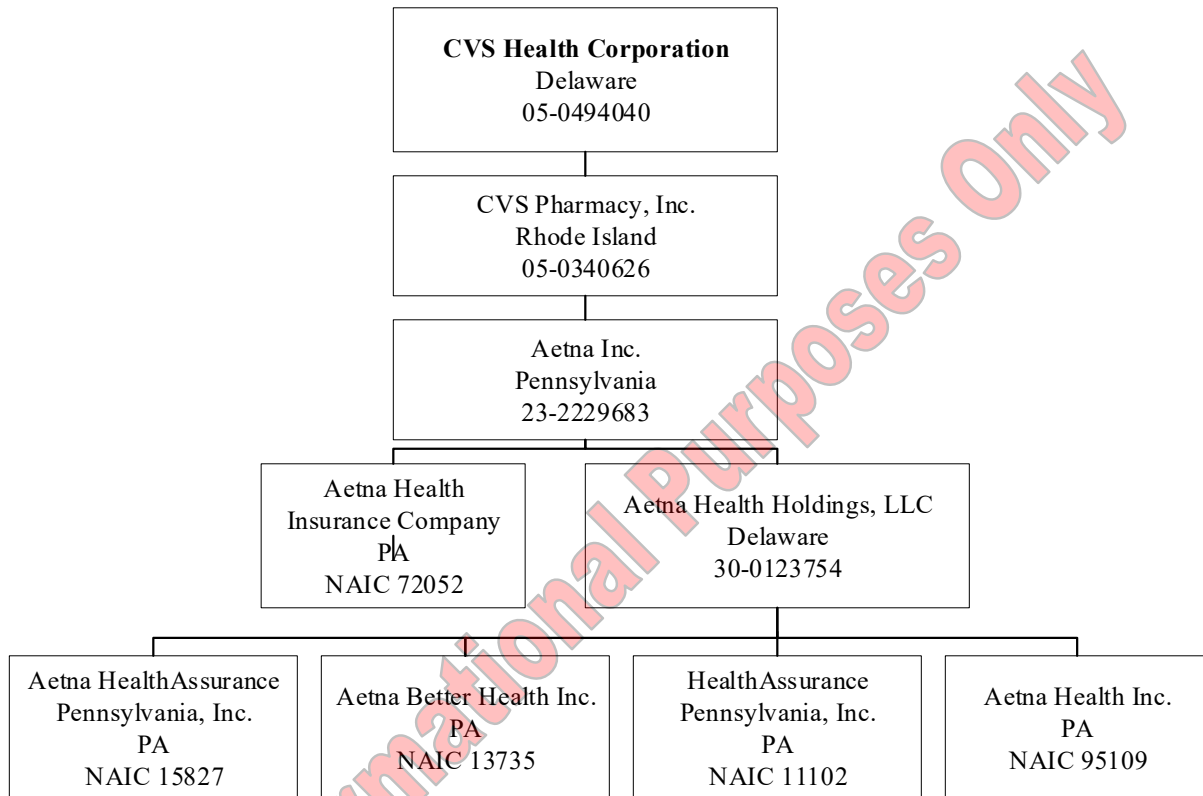 CVS Health Corporation
Delaware
05-0494040
CVS Pharmacy, Inc.
Rhode Island
05-0340626
Aetna Inc.
Pennsylvania
23-2229683
Aetna Health
Insurance Company
PA
NAIC 72052
Aetna Health Holdings, LLC
Delaware
30-0123754
Aetna HealthAssurance
Pennsylvania, Inc.
PA
NAIC 15827
Aetna Better Health Inc.
PA
NAIC 13735
HealthAssurance
Pennsylvania, Inc.
PA
NAIC 11102
Aetna Health Inc.
PA
NAIC 95109
rmational Purposes Only